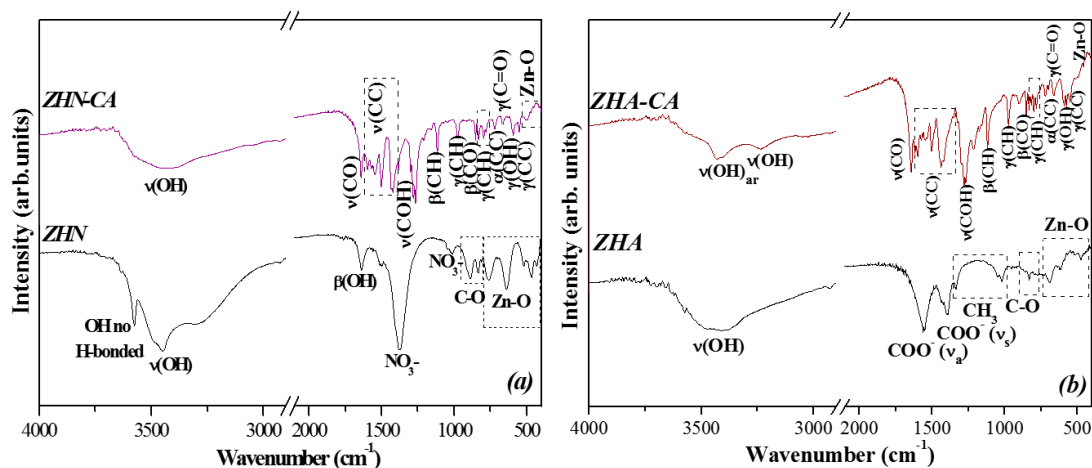 Intensity (arb. units)
ZHN-CA
ν(CO)
ν(CC)
ν(COH)
β(CH)
γ(CH)
β(CO)
γ(CH)
α(CC)
γ(C=O)
γ(OH)
γ(CC)
Zn-O
ZHN
OH no
H-bonded
ν(OH)
ν(OH)
β(OH)
NO₃-
NO₃-
C-O
Zn-O
(a)
4000 3500 3000 2000 1500 1000 500
Wavenumber (cm⁻¹)
Intensity (arb. units)
ZHA-CA
ν(OH)ar
ν(OH)
ν(CO)
ν(CC)
ν(COH)
β(CH)
γ(CH)
β(CO)
γ(CH)
α(CC)
γ(C=O)
γ(OH)
γ(CC)
Zn-O
ZHA
ν(OH)
COO⁻(νₐ)
COO⁻(νₛ)
CH₃
C-O
Zn-O
(b)
4000 3500 3000 2000 1500 1000 500
Wavenumber (cm⁻¹)